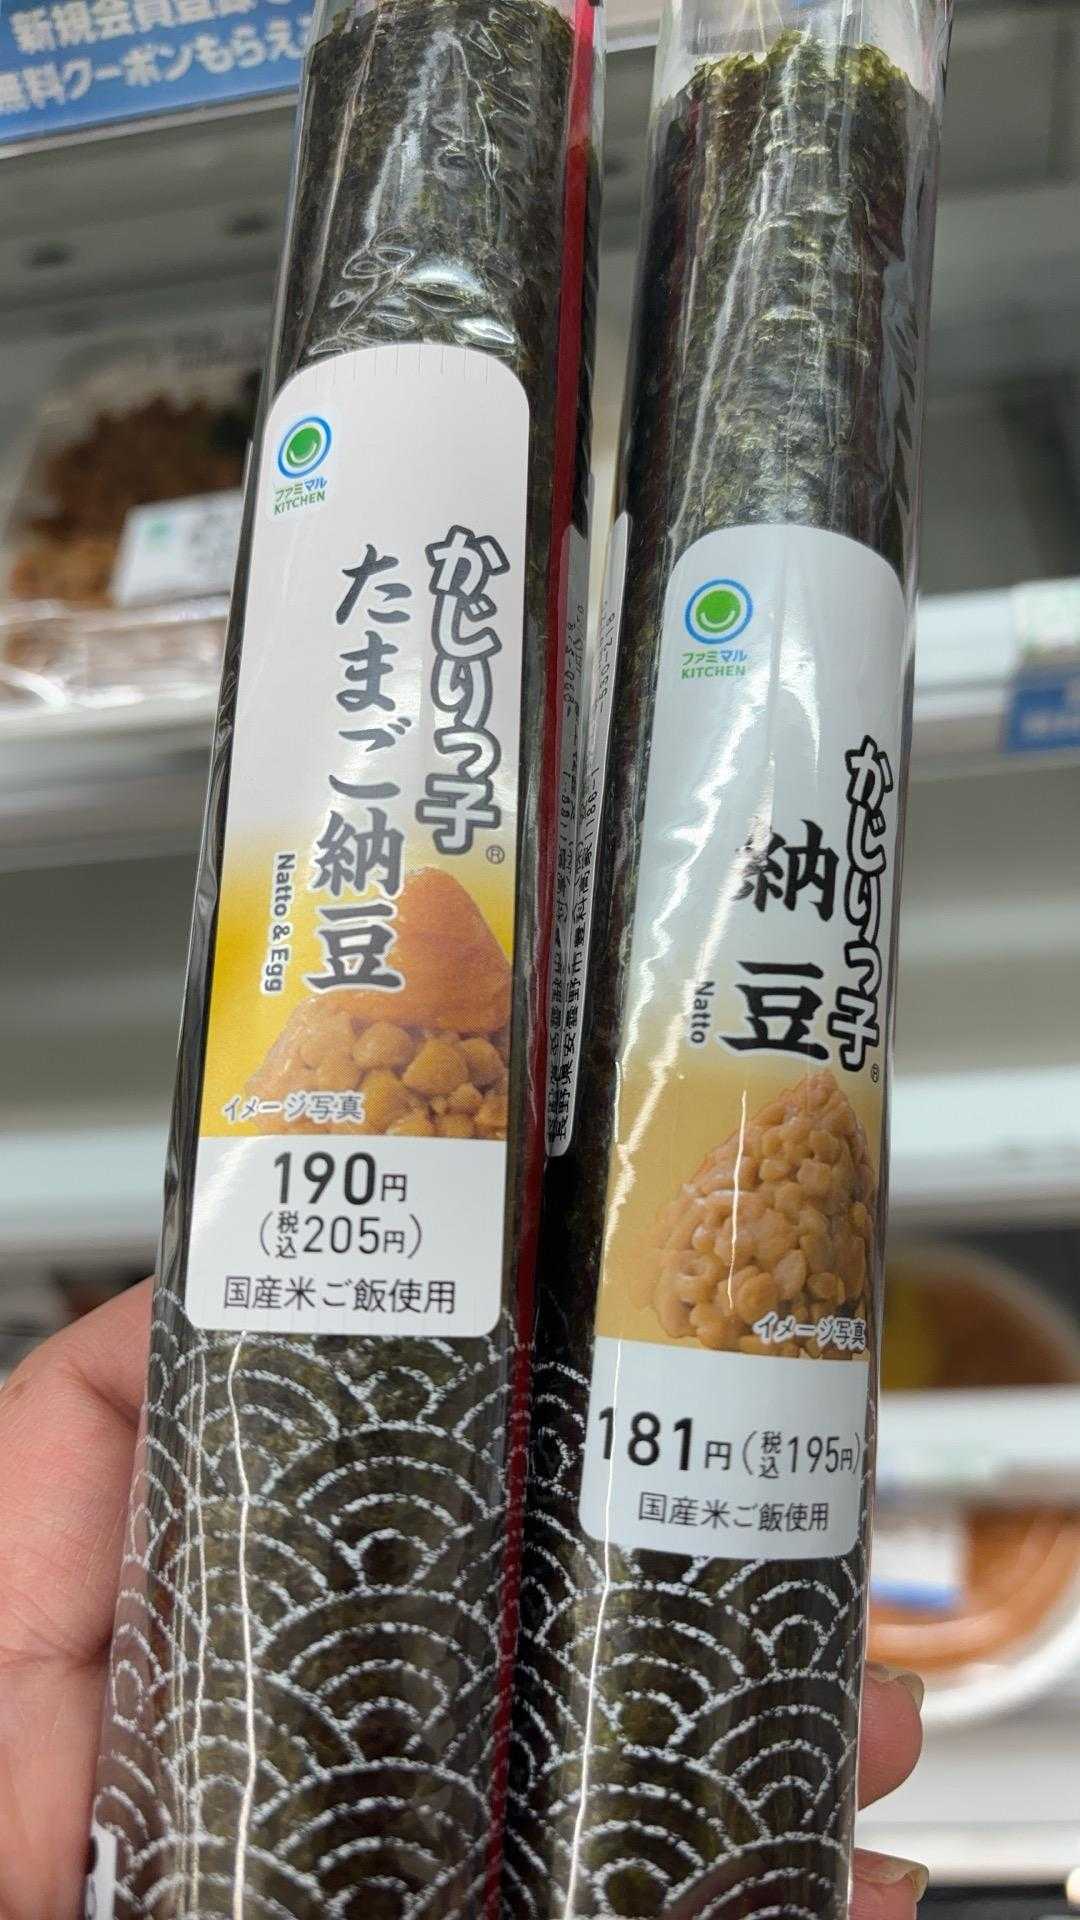 新規会員登録で
無料クーポンもらえ
ファミマル
KITCHEN
かじりっ子®
たまご納豆
Natto & Egg
イメージ写真
190円
(税込205円)
国産米ご飯使用
ファミマル
KITCHEN
かじりっ子®
納豆
Natto
イメージ写真
181円(税込195円)
国産米ご飯使用